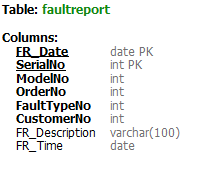 Table: faultreport
Columns:
FR_Date date PK
SerialNo int PK
ModelNo int
OrderNo int
FaultTypeNo int
CustomerNo int
FR_Description varchar(100)
FR_Time date